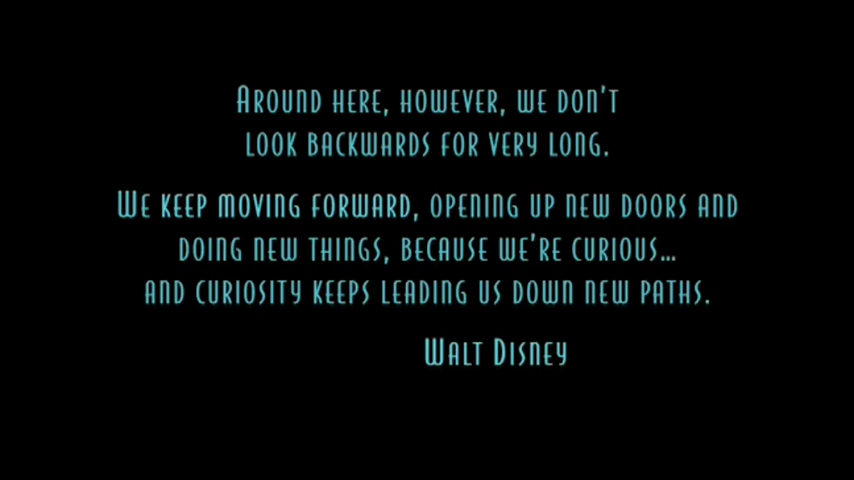 Around here, however, we don't
look backwards for very long.
We keep moving forward, opening up new doors and
doing new things, because we're curious...
and curiosity keeps leading us down new paths.
Walt Disney